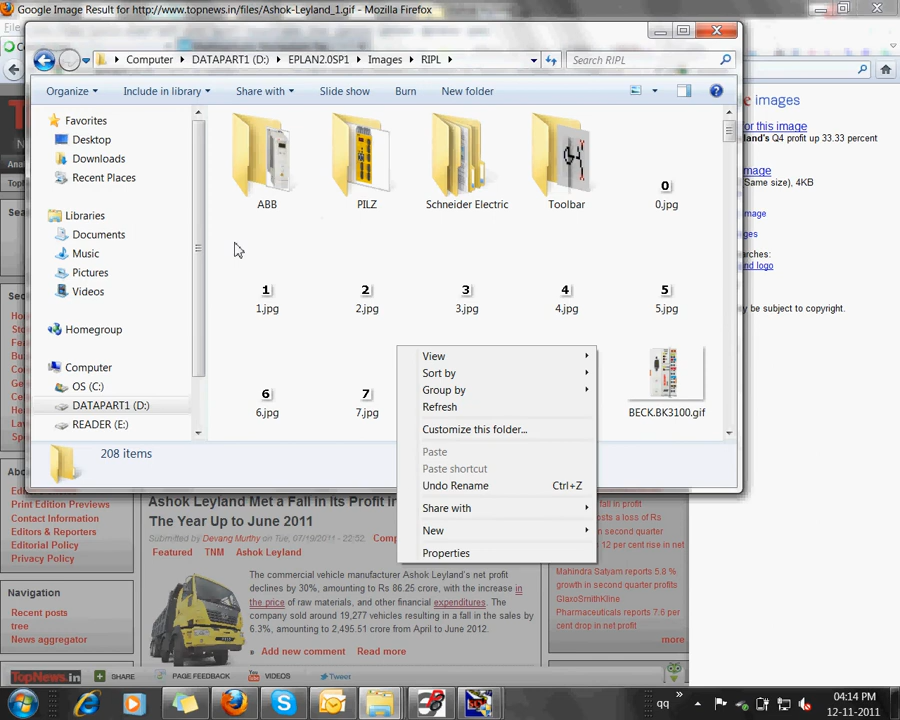 Google Image Result for http://www.topnews.in/files/Ashok-Leyland_1.gif - Mozilla Firefox
Computer DATAPART1 (D:) EPLAN2.0SP1 Images RIPL
Search RIPL
Organize Include in library Share with Slide show Burn New folder
Favorites
Desktop
Downloads
Recent Places
Libraries
Documents
Music
Pictures
Videos
Homegroup
Computer
OS (C:)
DATAPART1 (D:)
READER (E:)
ABB PILZ Schneider Electric Toolbar 0.jpg
0
1 2 3 4 5
1.jpg 2.jpg 3.jpg 4.jpg 5.jpg
6 7
6.jpg 7.jpg BECK.BK3100.gif
View
Sort by
Group by
Refresh
Customize this folder...
Paste
Paste shortcut
Undo Rename Ctrl+Z
Share with
New
Properties
208 items
images
for this image
Q4 profit up 33.33 percent
Same size), 4KB
may be subject to copyright.
Ashok Leyland Met a Fall in Its Profit in
The Year Up to June 2011
Submitted by Devang Murthy on Tue, 07/19/2011 - 22:52
Featured TNM Ashok Leyland
The commercial vehicle manufacturer Ashok Leyland's net profit
declines by 30%, amounting to Rs 86.25 crore, with the increase in
the price of raw materials, and other financial expenditures. The
company sold around 19,277 vehicles resulting in a fall in the sales by
6.3%, amounting to 2,495.51 crore from April to June 2012.
» Add new comment Read more
Print Edition Previews
Contact Information
Editors & Reporters
Editorial Policy
Privacy Policy
Navigation
Recent posts
tree
News aggregator
12 per cent rise in net
Mahindra Satyam reports 5.8 %
growth in second quarter profits
GlaxoSmithKline
Pharmaceuticals reports 7.6 per
cent drop in net profit
more
TopNews.in SHARE PAGE FEEDBACK VIDEOS Tweet
qq
04:14 PM
12-11-2011